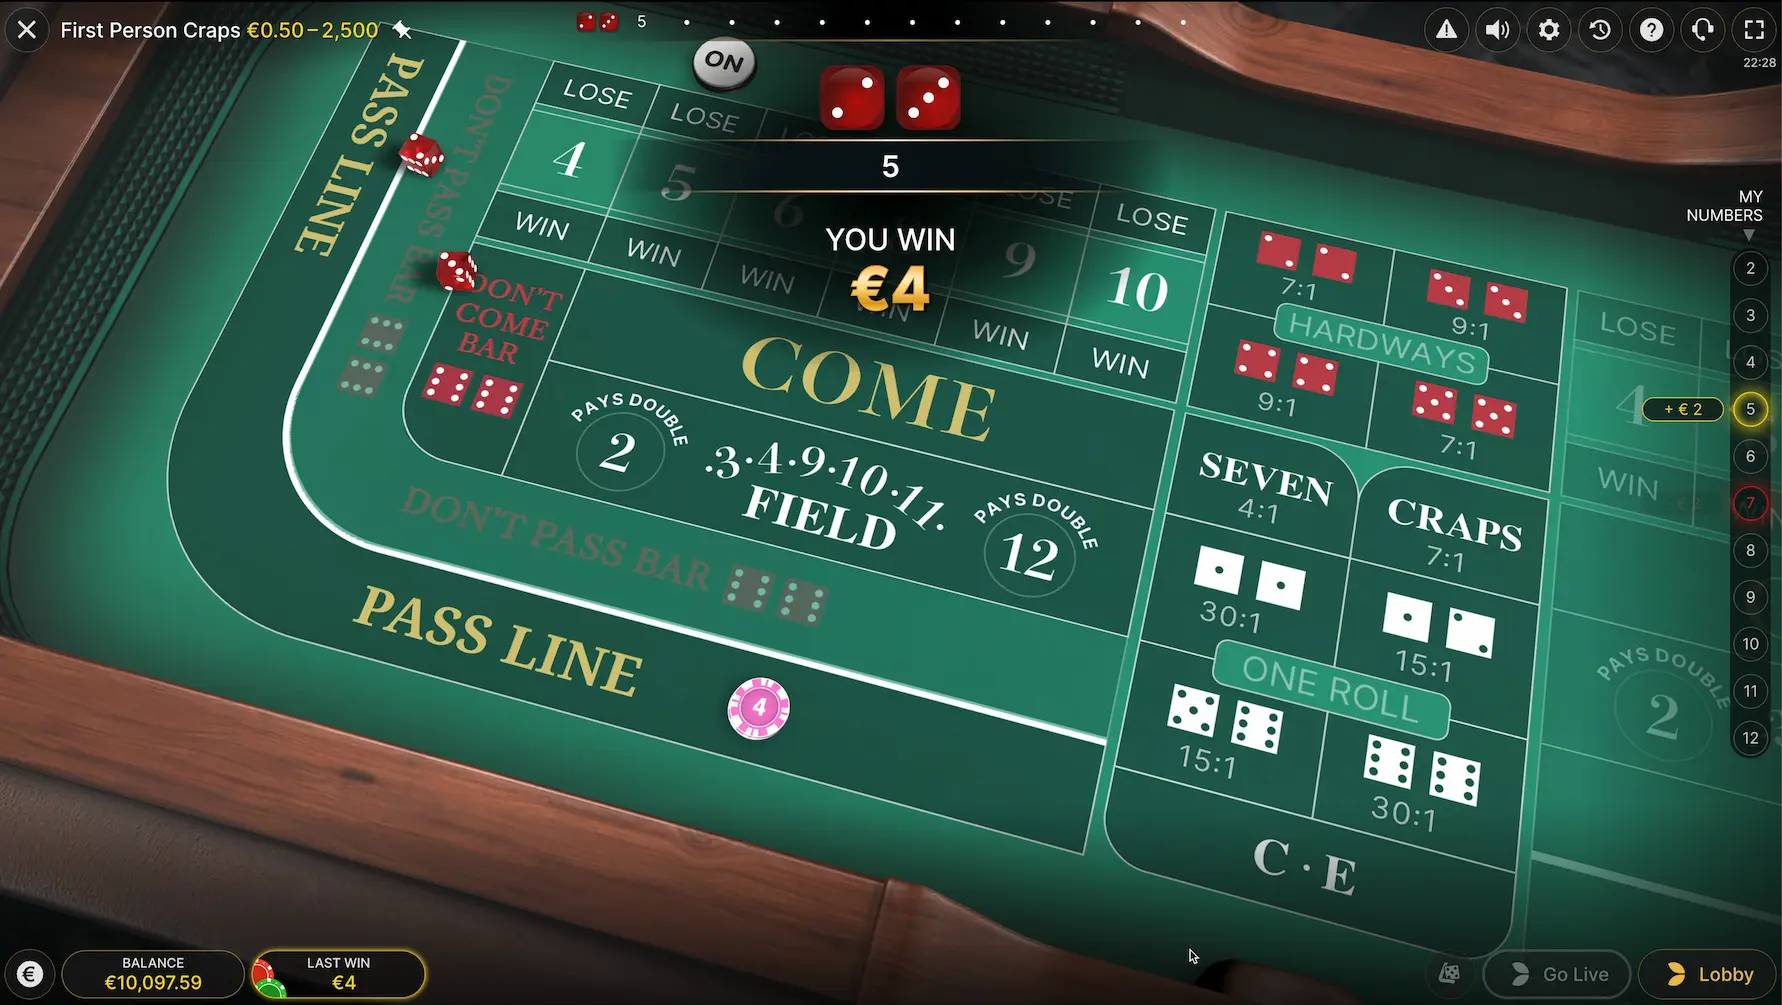 First Person Craps €0.50–2,500
5
22:28
ON
5
YOU WIN
€4
PASS LINE
DON'T PASS BAR
LOSE
LOSE
LOSE
LOSE
4
5
6
9
10
WIN
WIN
WIN
WIN
WIN
WIN
DON'T
COME
BAR
COME
PAYS DOUBLE
2
.3·4·9·10·11.
FIELD
PAYS DOUBLE
12
DON'T PASS BAR
PASS LINE
4
7:1
9:1
HARDWAYS
9:1
7:1
SEVEN
4:1
CRAPS
7:1
30:1
15:1
ONE ROLL
15:1
30:1
C · E
LOSE
4
WIN
PAYS DOUBLE
2
MY
NUMBERS
2
3
4
+ € 2
5
6
7
8
9
10
11
12
BALANCE
€10,097.59
LAST WIN
€4
€
Go Live
Lobby